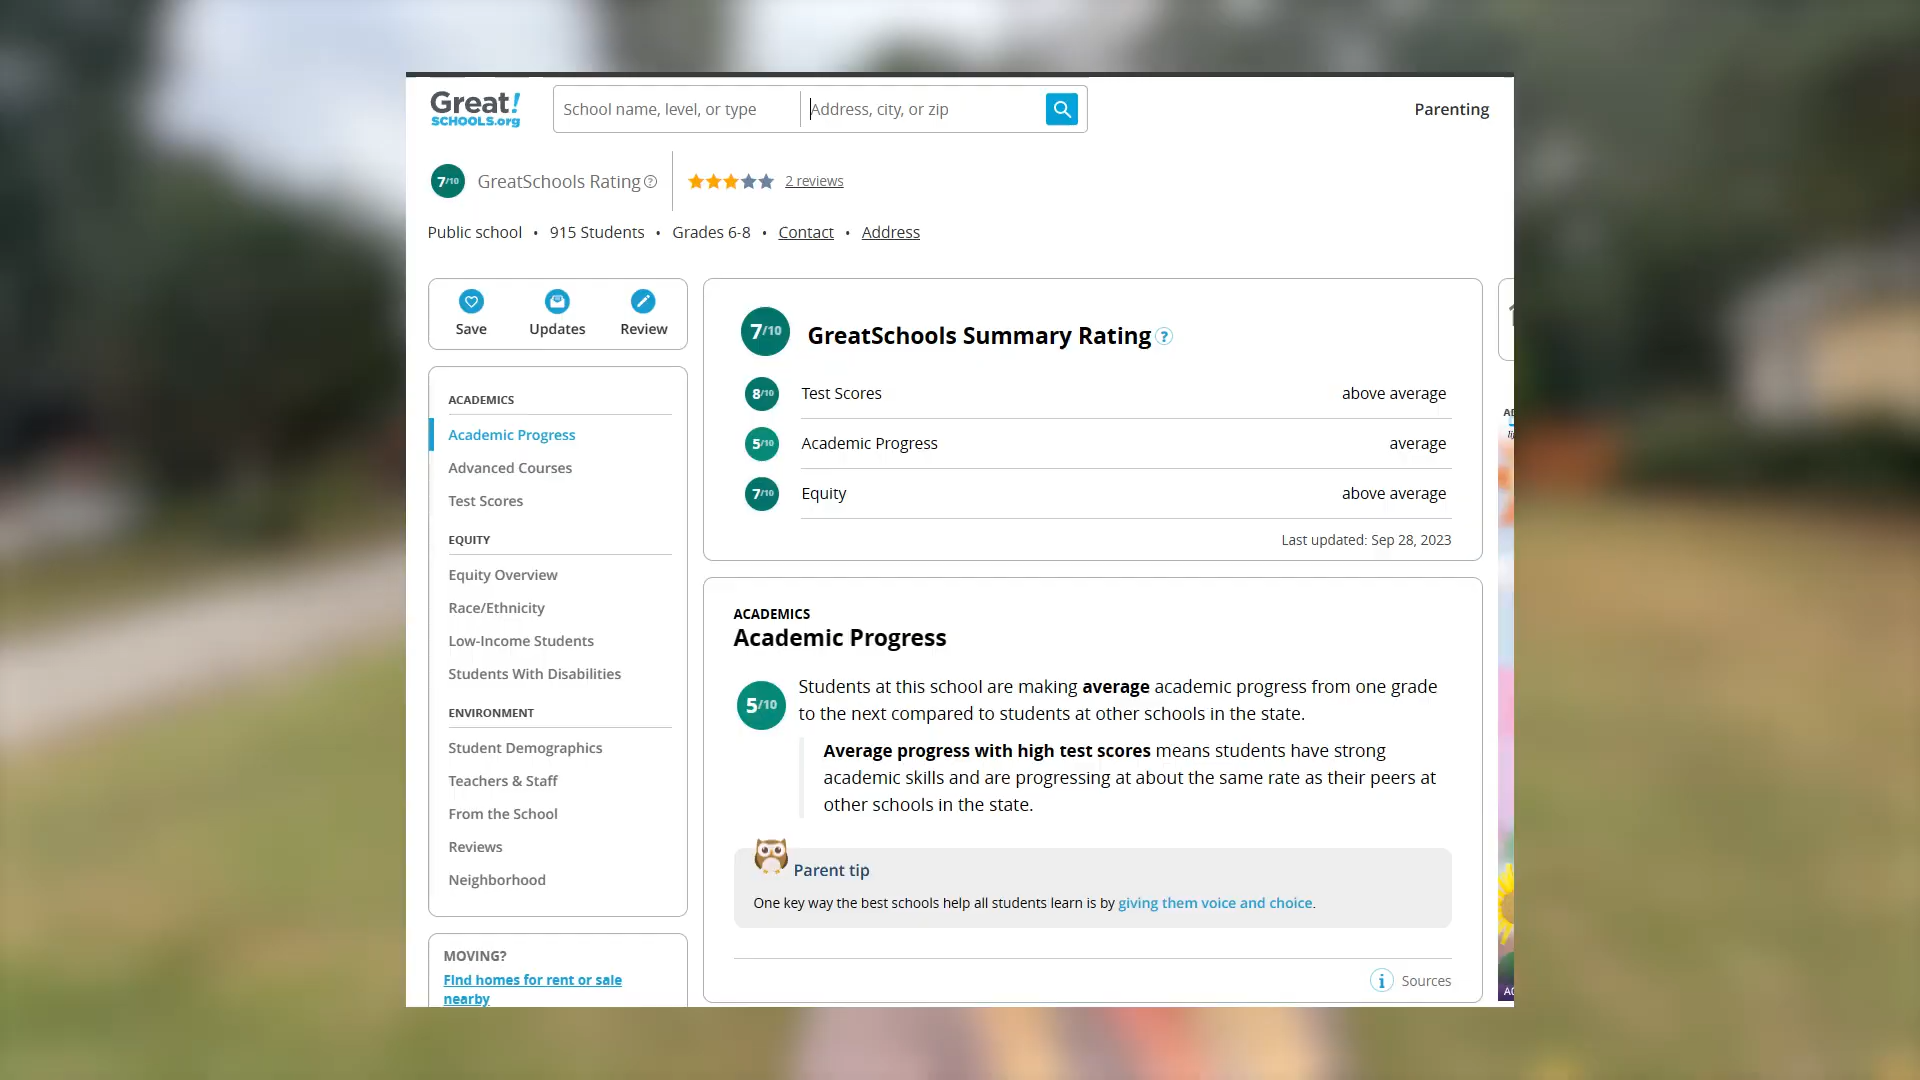 Great!
SCHOOLS.org
School name, level, or type
Address, city, or zip
Parenting
7/10 GreatSchools Rating ?
2 reviews
Public school • 915 Students • Grades 6-8 • Contact • Address
Save
Updates
Review
ACADEMICS
Academic Progress
Advanced Courses
Test Scores
EQUITY
Equity Overview
Race/Ethnicity
Low-Income Students
Students With Disabilities
ENVIRONMENT
Student Demographics
Teachers & Staff
From the School
Reviews
Neighborhood
MOVING?
Find homes for rent or sale
nearby
7/10 GreatSchools Summary Rating ?
8/10 Test Scores above average
5/10 Academic Progress average
7/10 Equity above average
Last updated: Sep 28, 2023
ACADEMICS
Academic Progress
5/10
Students at this school are making average academic progress from one grade
to the next compared to students at other schools in the state.
Average progress with high test scores means students have strong
academic skills and are progressing at about the same rate as their peers at
other schools in the state.
Parent tip
One key way the best schools help all students learn is by giving them voice and choice.
i Sources